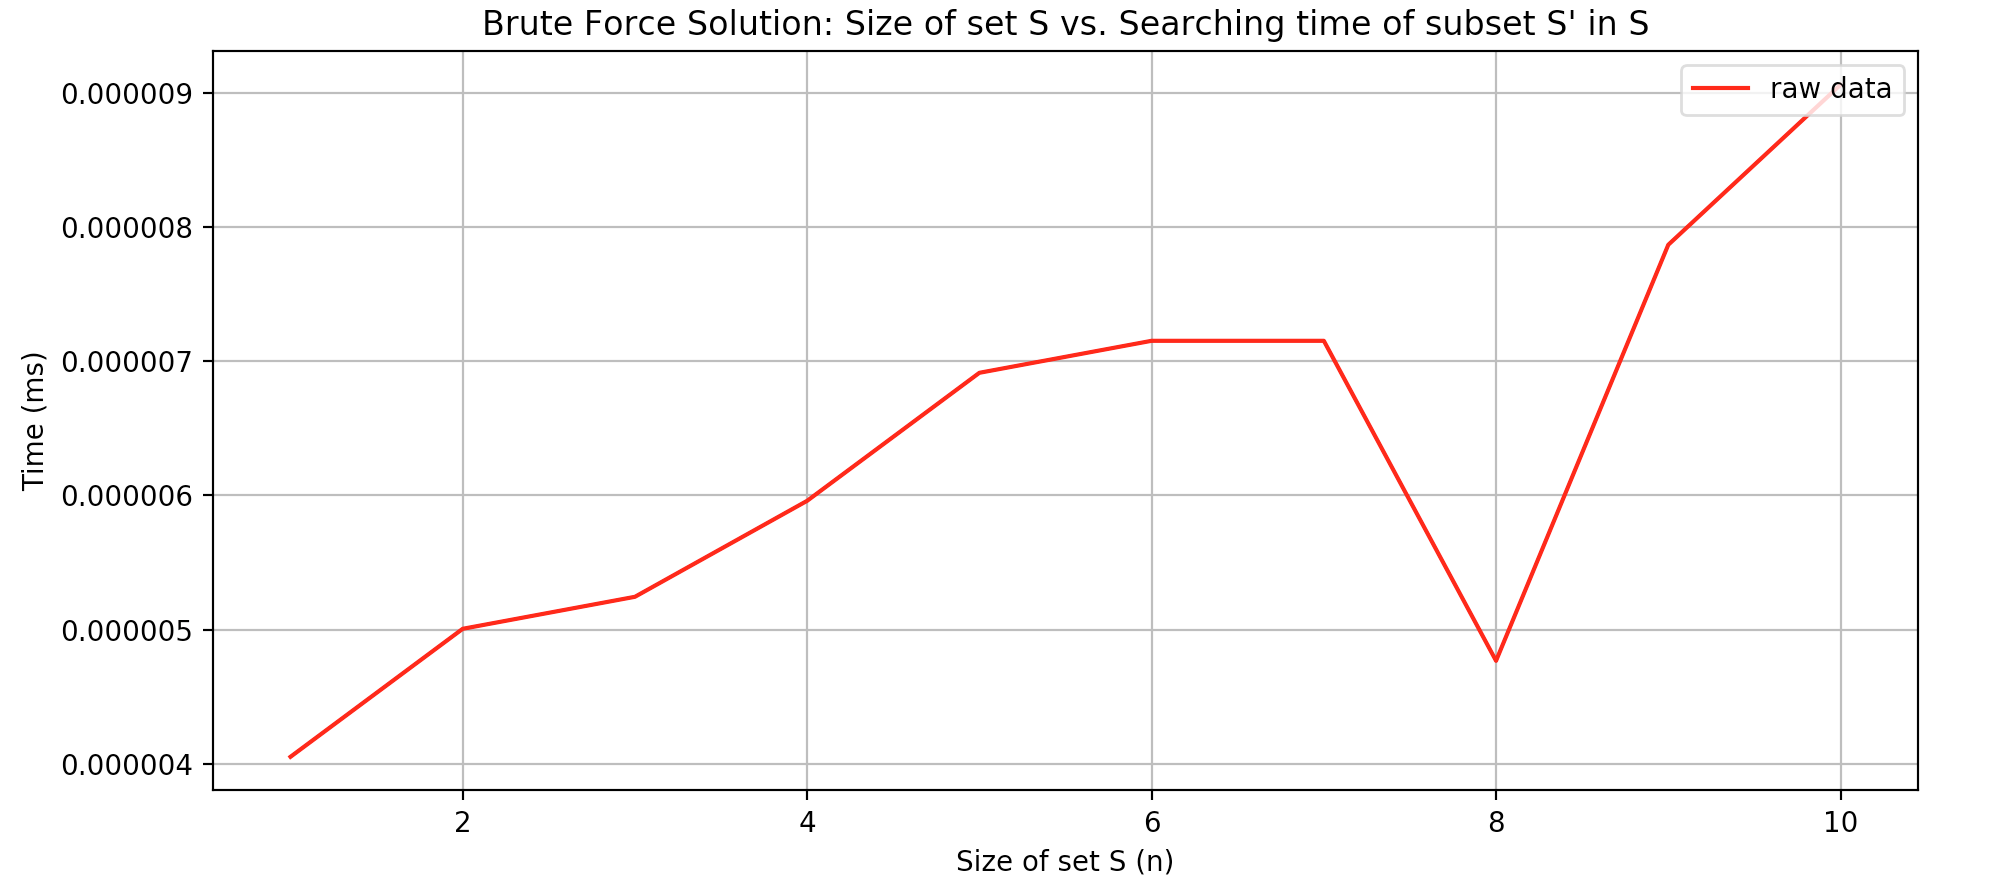 Brute Force Solution: Size of set S vs. Searching time of subset S' in S
raw data
0.000009
0.000008
0.000007
0.000006
0.000005
0.000004
Time (ms)
2 4 6 8 10
Size of set S (n)